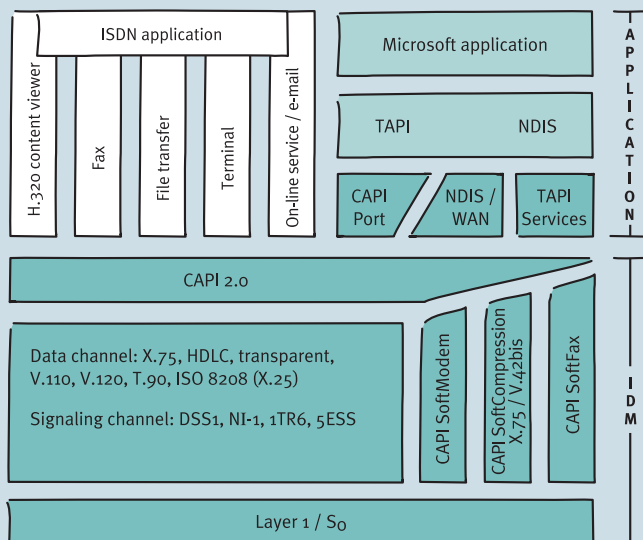 ISDN application
H.320 content viewer
Fax
File transfer
Terminal
On-line service / e-mail
Microsoft application
TAPI NDIS
CAPI
Port
NDIS /
WAN
TAPI
Services
APPLICATION
CAPI 2.0
Data channel: X.75, HDLC, transparent,
V.110, V.120, T.90, ISO 8208 (X.25)
Signaling channel: DSS1, NI-1, 1TR6, 5ESS
CAPI SoftModem
CAPI SoftCompression
X.75 / V.42bis
CAPI SoftFax
IDM
Layer 1 / S0